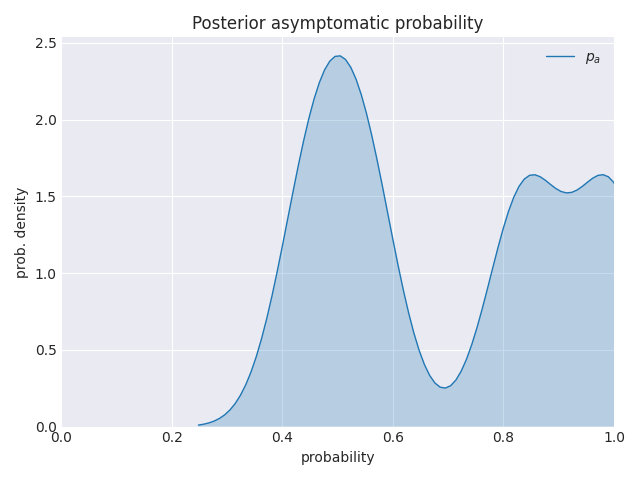 Posterior asymptomatic probability
2.5
2.0
1.5
1.0
0.5
0.0
prob. density
pₐ
0.0 0.2 0.4 0.6 0.8 1.0
probability